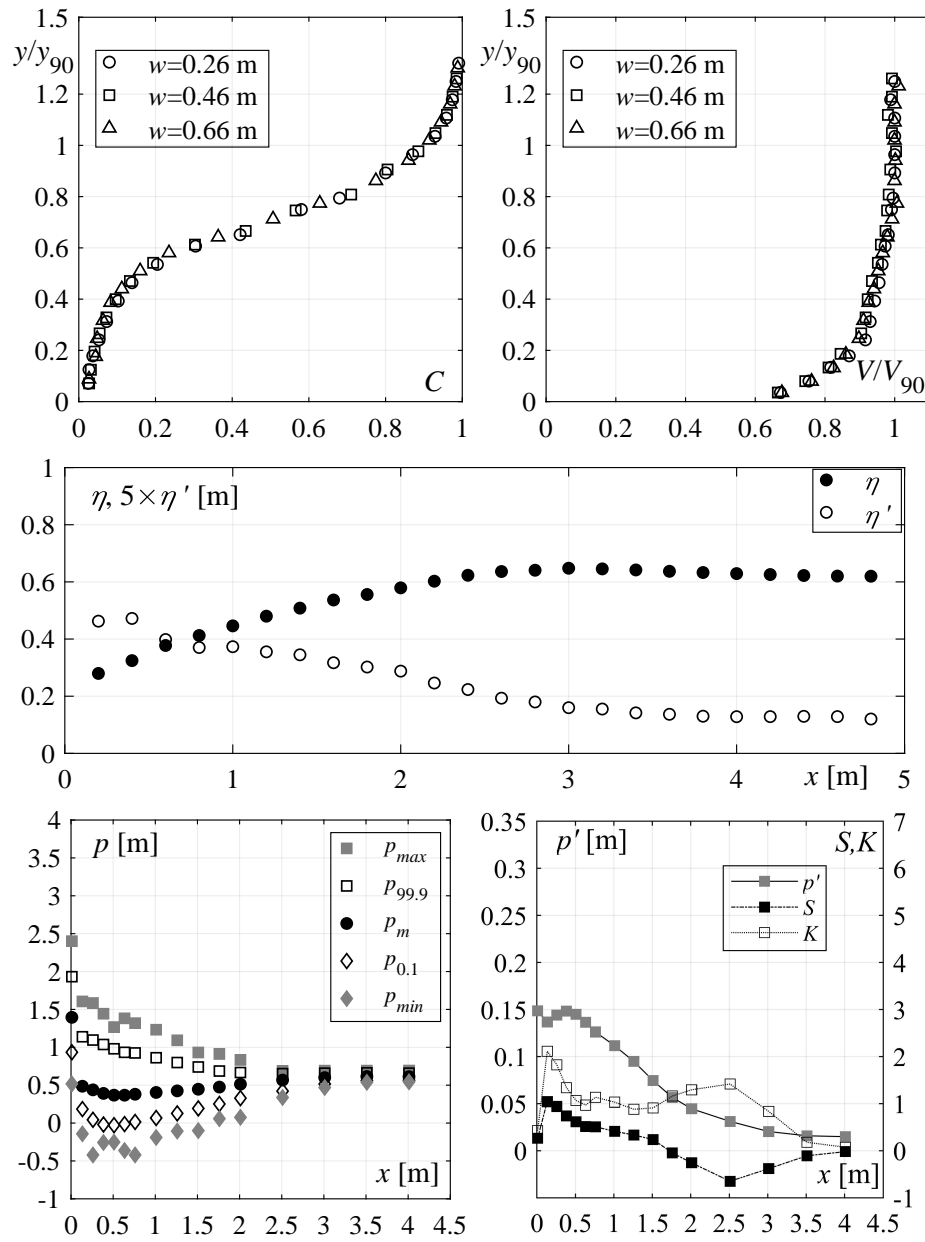 1.5
y/y90
1.2
1
0.8
0.6
0.4
0.2
0
w=0.26 m
w=0.46 m
w=0.66 m
C
0 0.2 0.4 0.6 0.8 1
1.5
y/y90
1.2
1
0.8
0.6
0.4
0.2
0
w=0.26 m
w=0.46 m
w=0.66 m
V/V90
0 0.2 0.4 0.6 0.8 1
1
0.8
0.6
0.4
0.2
0
η, 5×η ' [m]
η
η '
0 1 2 3 4 5
x [m]
4
3.5
3
2.5
2
1.5
1
0.5
0
-0.5
-1
p [m]
pmax
p99.9
pm
p0.1
pmin
x [m]
0 0.5 1 1.5 2 2.5 3 3.5 4 4.5
0.35
0.3
0.25
0.2
0.15
0.1
0.05
0
p' [m]
S,K
p'
S
K
7
6
5
4
3
2
1
0
-1
x [m]
0 0.5 1 1.5 2 2.5 3 3.5 4 4.5